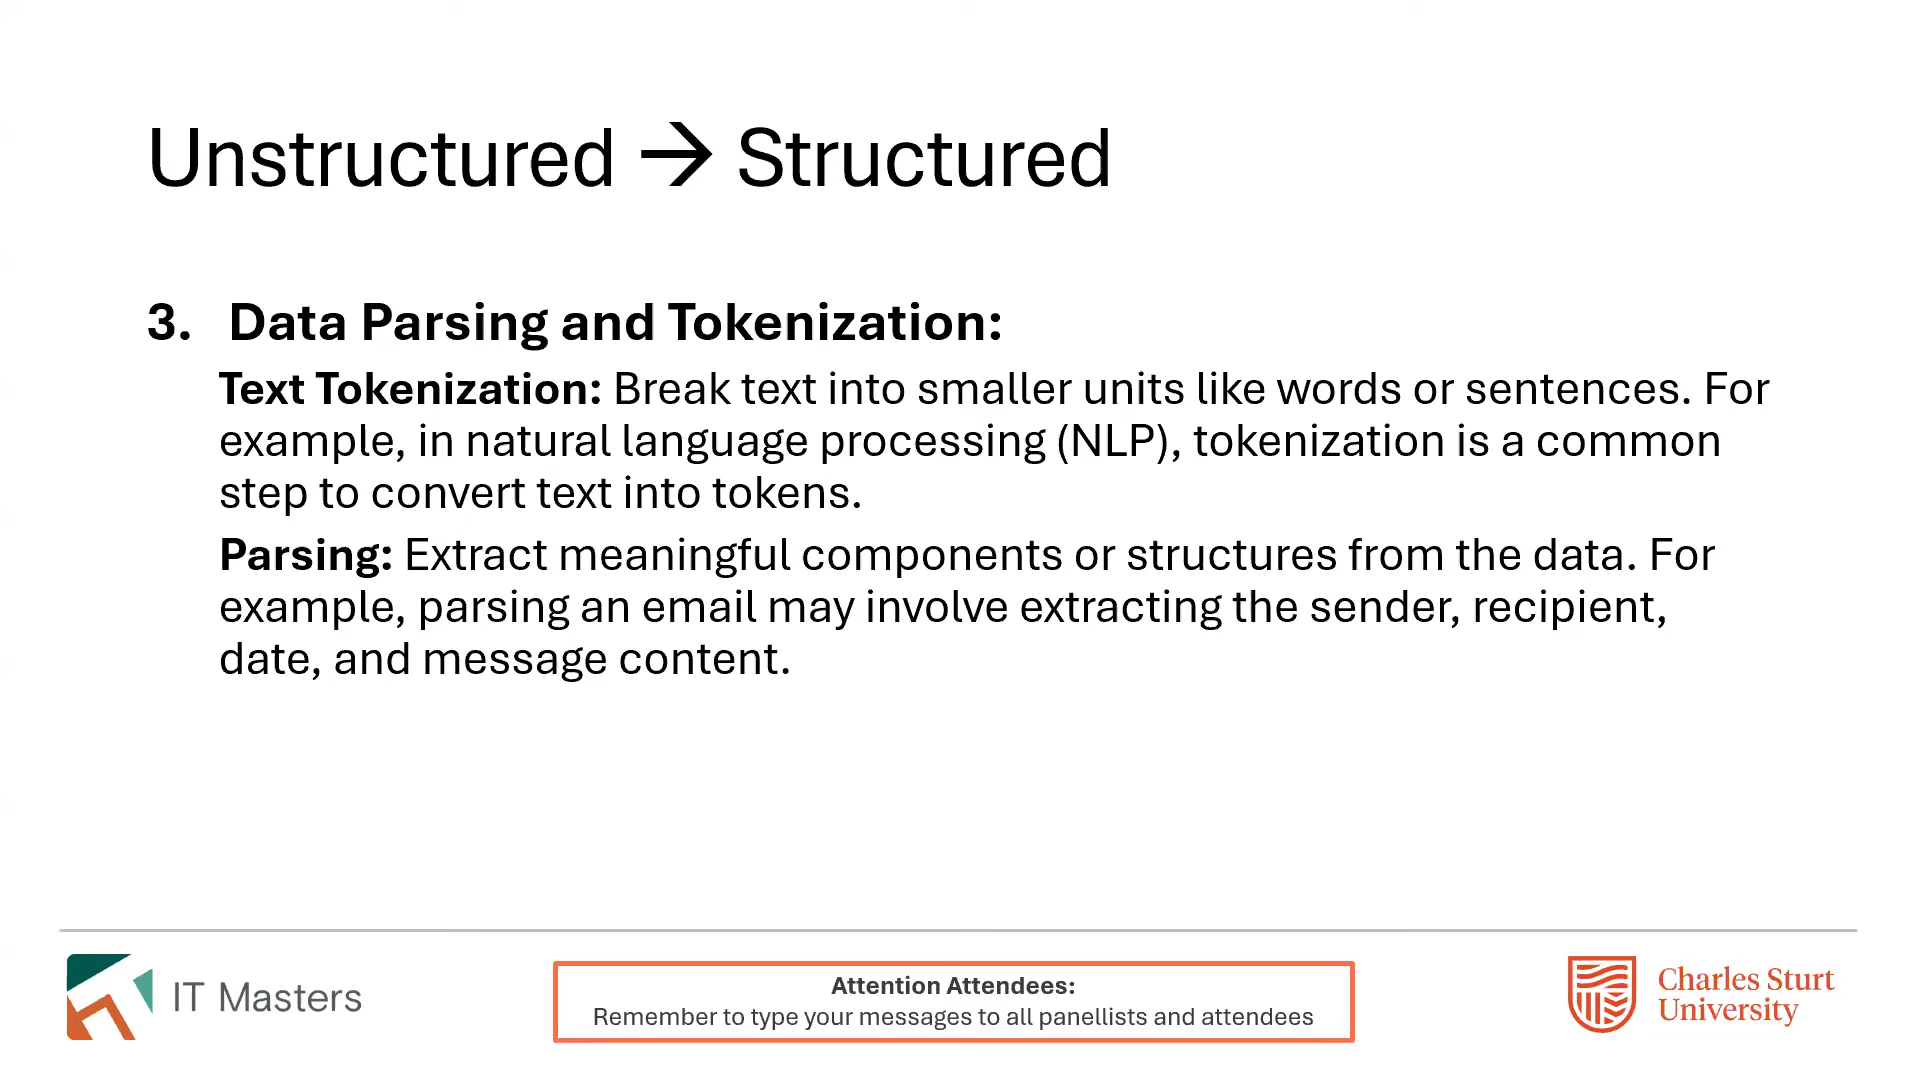 Unstructured → Structured
3. Data Parsing and Tokenization:
Text Tokenization: Break text into smaller units like words or sentences. For
example, in natural language processing (NLP), tokenization is a common
step to convert text into tokens.
Parsing: Extract meaningful components or structures from the data. For
example, parsing an email may involve extracting the sender, recipient,
date, and message content.
IT Masters
Attention Attendees:
Remember to type your messages to all panellists and attendees
Charles Sturt
University